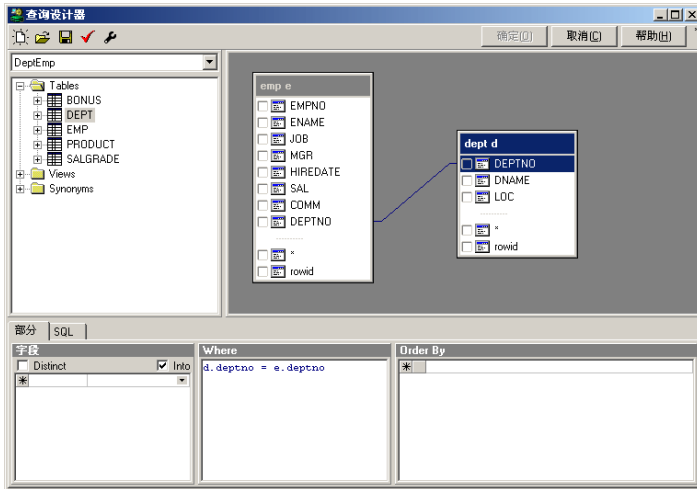 查询设计器
确定(O) 取消(C) 帮助(H)
DeptEmp
Tables
BONUS
DEPT
EMP
PRODUCT
SALGRADE
Views
Synonyms
emp e
EMPNO
ENAME
JOB
MGR
HIREDATE
SAL
COMM
DEPTNO
*
rowid
dept d
DEPTNO
DNAME
LOC
*
rowid
部分 SQL
字段
Distinct Into
*
Where
d.deptno = e.deptno
Order By
*